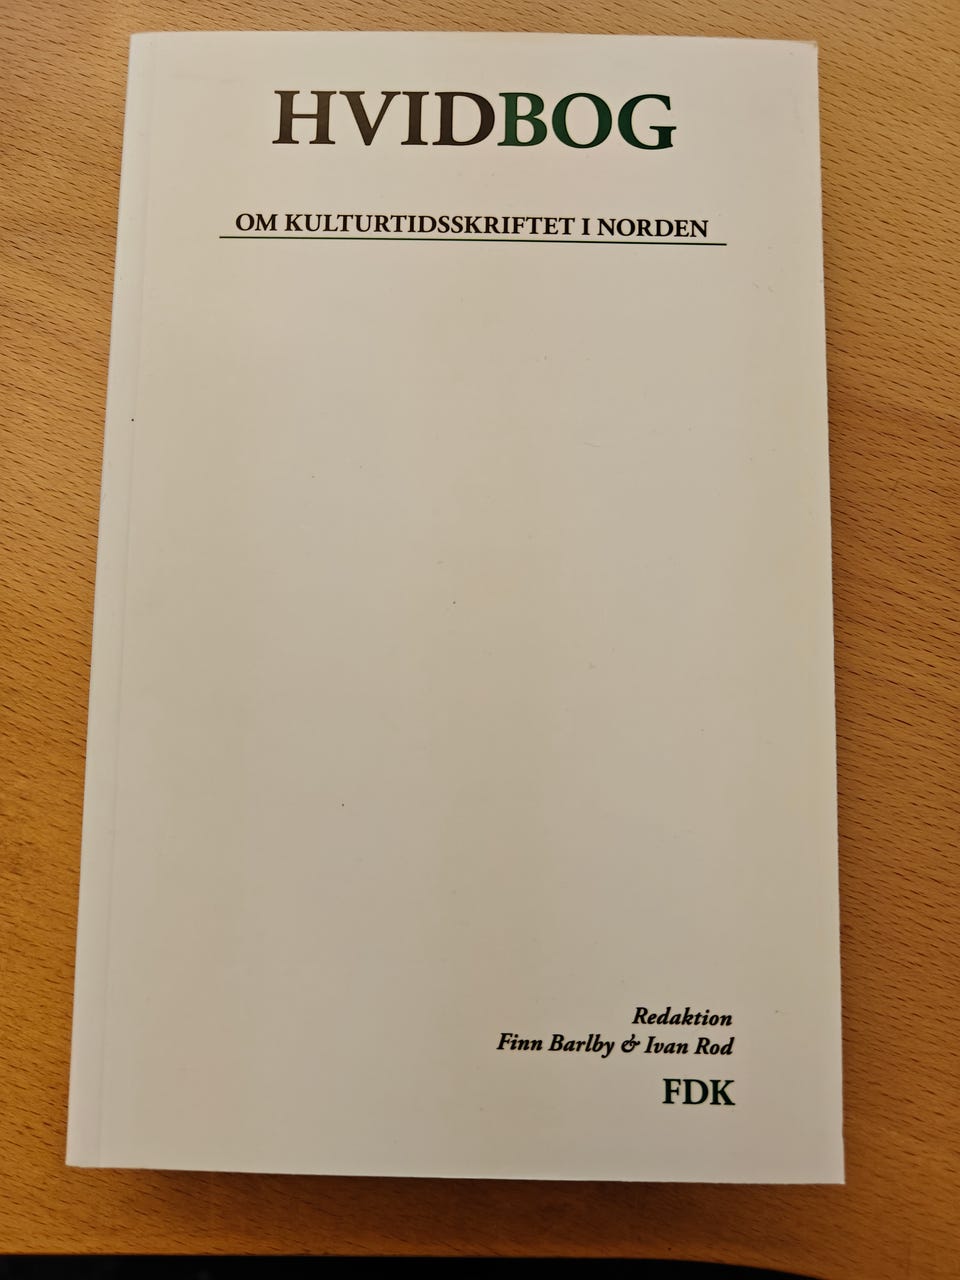 HVIDBOG
OM KULTURTIDSSKRIFTET I NORDEN
Redaktion
Finn Barlby & Ivan Rod
FDK